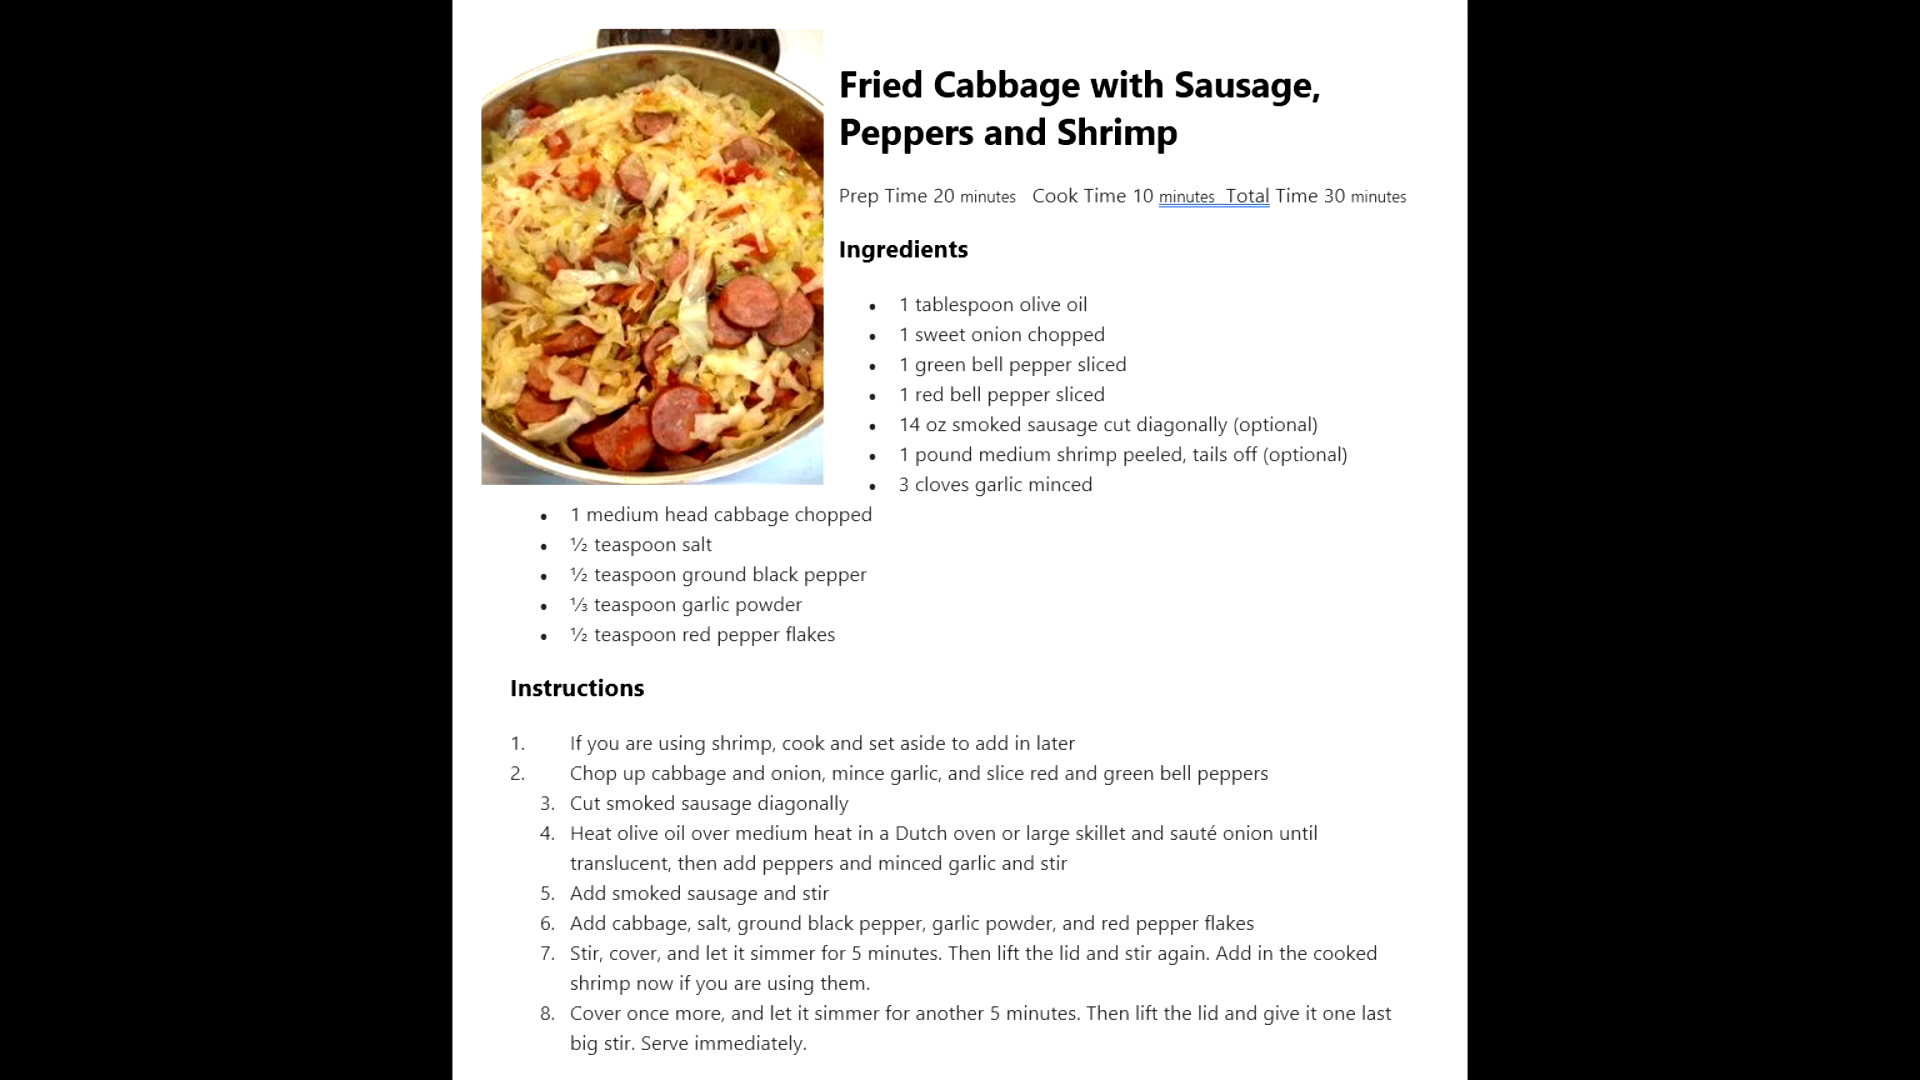 Fried Cabbage with Sausage,
Peppers and Shrimp
Prep Time 20 minutes   Cook Time 10 minutes  Total Time 30 minutes
Ingredients
• 1 tablespoon olive oil
• 1 sweet onion chopped
• 1 green bell pepper sliced
• 1 red bell pepper sliced
• 14 oz smoked sausage cut diagonally (optional)
• 1 pound medium shrimp peeled, tails off (optional)
• 3 cloves garlic minced
• 1 medium head cabbage chopped
• ½ teaspoon salt
• ½ teaspoon ground black pepper
• ⅓ teaspoon garlic powder
• ½ teaspoon red pepper flakes
Instructions
1. If you are using shrimp, cook and set aside to add in later
2. Chop up cabbage and onion, mince garlic, and slice red and green bell peppers
3. Cut smoked sausage diagonally
4. Heat olive oil over medium heat in a Dutch oven or large skillet and sauté onion until
translucent, then add peppers and minced garlic and stir
5. Add smoked sausage and stir
6. Add cabbage, salt, ground black pepper, garlic powder, and red pepper flakes
7. Stir, cover, and let it simmer for 5 minutes. Then lift the lid and stir again. Add in the cooked
shrimp now if you are using them.
8. Cover once more, and let it simmer for another 5 minutes. Then lift the lid and give it one last
big stir. Serve immediately.